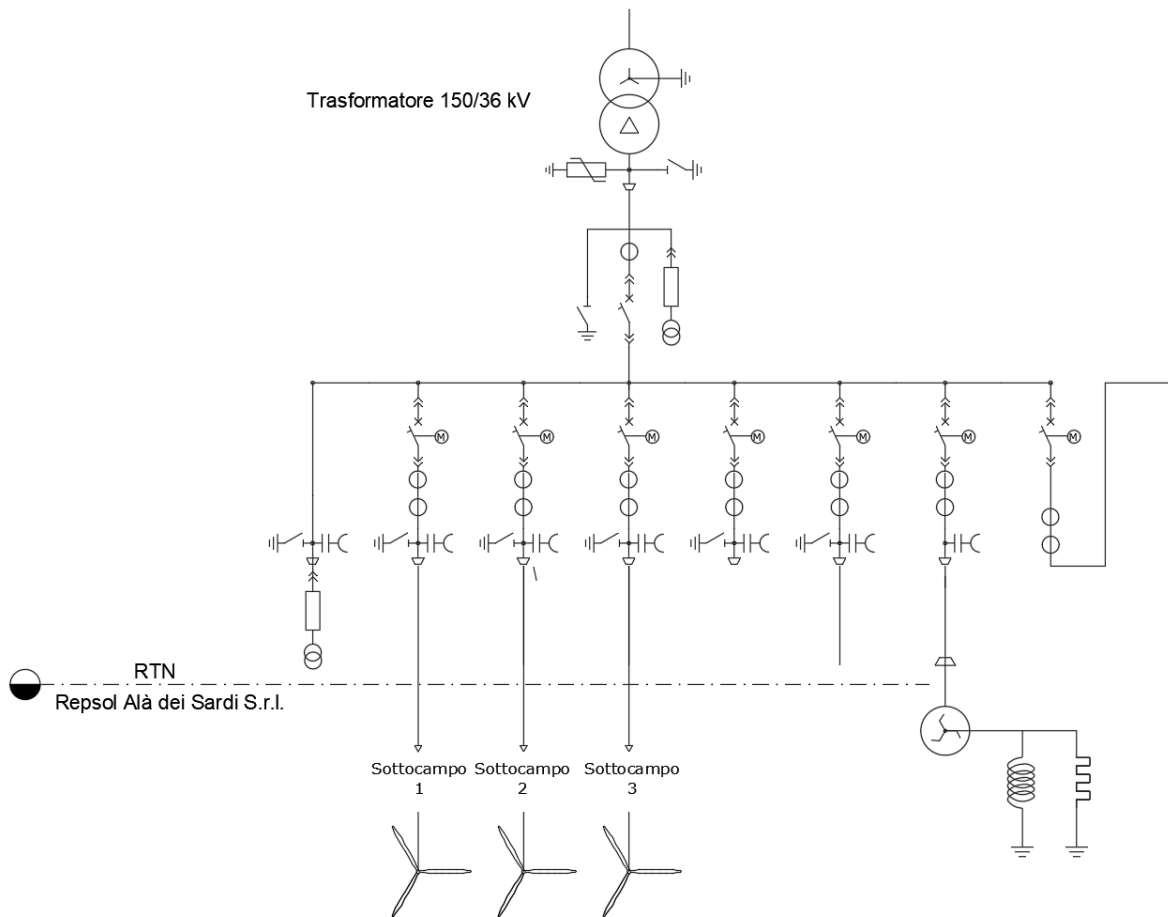 Trasformatore 150/36 kV
M M M M M M M
RTN
Repsol Alà dei Sardi S.r.l.
Sottocampo Sottocampo Sottocampo
1 2 3